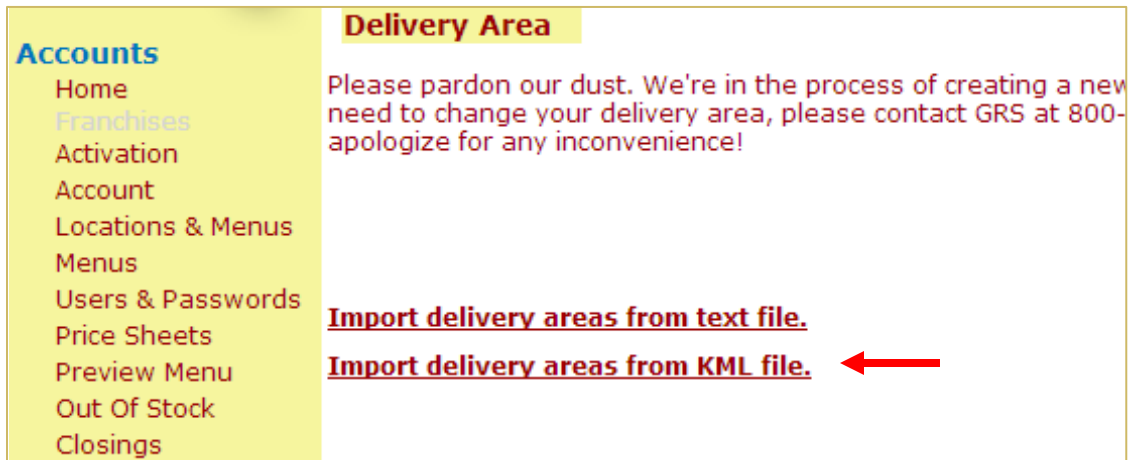 Accounts
Home
Franchises
Activation
Account
Locations & Menus
Menus
Users & Passwords
Price Sheets
Preview Menu
Out Of Stock
Closings
Delivery Area
Please pardon our dust. We're in the process of creating a new
need to change your delivery area, please contact GRS at 800-
apologize for any inconvenience!
Import delivery areas from text file.
Import delivery areas from KML file.